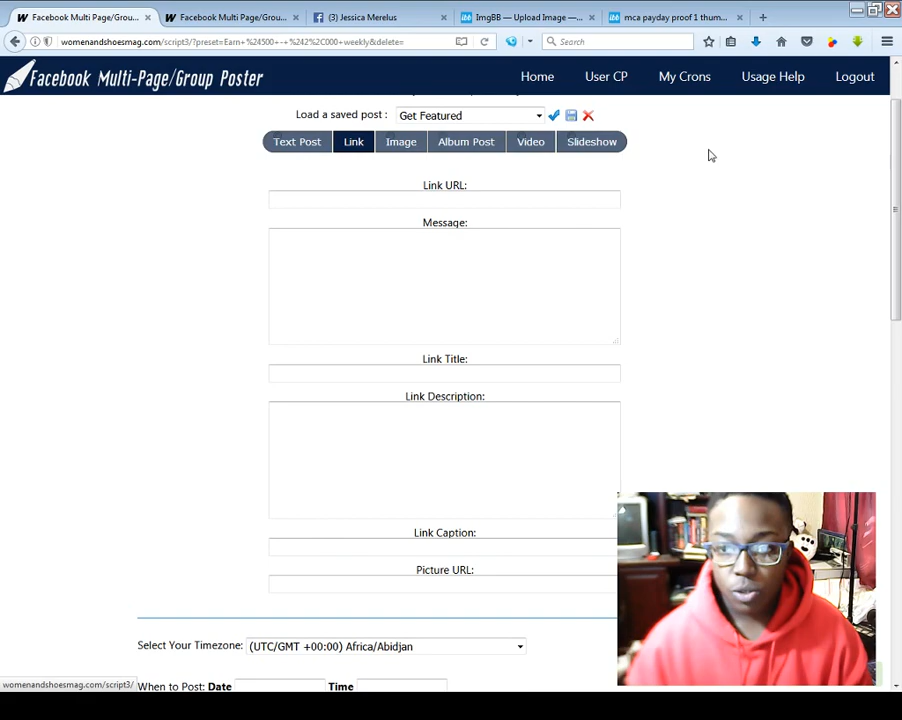 Facebook Multi Page/Grou...
Facebook Multi Page/Group...
(3) Jessica Merelus
ImgBB — Upload Image —...
mca payday proof 1 thum...
womenandshoesmag.com/script3/?preset=Earn+%24500+-+%242%2C000 weekly&delete=
Search
Facebook Multi-Page/Group Poster
Home
User CP
My Crons
Usage Help
Logout
Load a saved post :
Get Featured
Text Post
Link
Image
Album Post
Video
Slideshow
Link URL:
Message:
Link Title:
Link Description:
Link Caption:
Picture URL:
Select Your Timezone:
(UTC/GMT +00:00) Africa/Abidjan
When to Post: Date
Time
womenandshoesmag.com/script3/